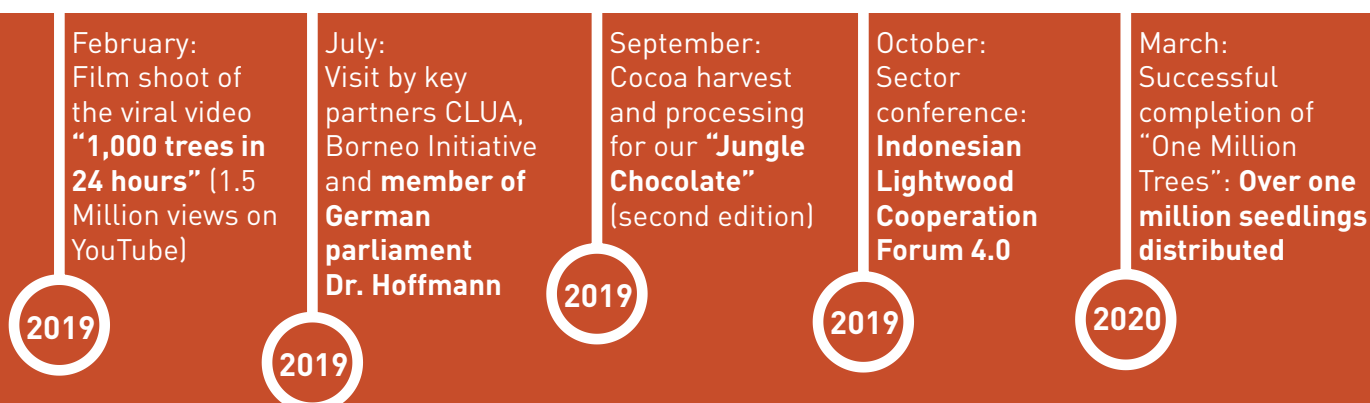 February:
Film shoot of
the viral video
“1,000 trees in
24 hours” (1.5
Million views on
YouTube)
2019
July:
Visit by key
partners CLUA,
Borneo Initiative
and member of
German
parliament
Dr. Hoffmann
2019
September:
Cocoa harvest
and processing
for our “Jungle
Chocolate”
(second edition)
2019
October:
Sector
conference:
Indonesian
Lightwood
Cooperation
Forum 4.0
2019
March:
Successful
completion of
“One Million
Trees”: Over one
million seedlings
distributed
2020